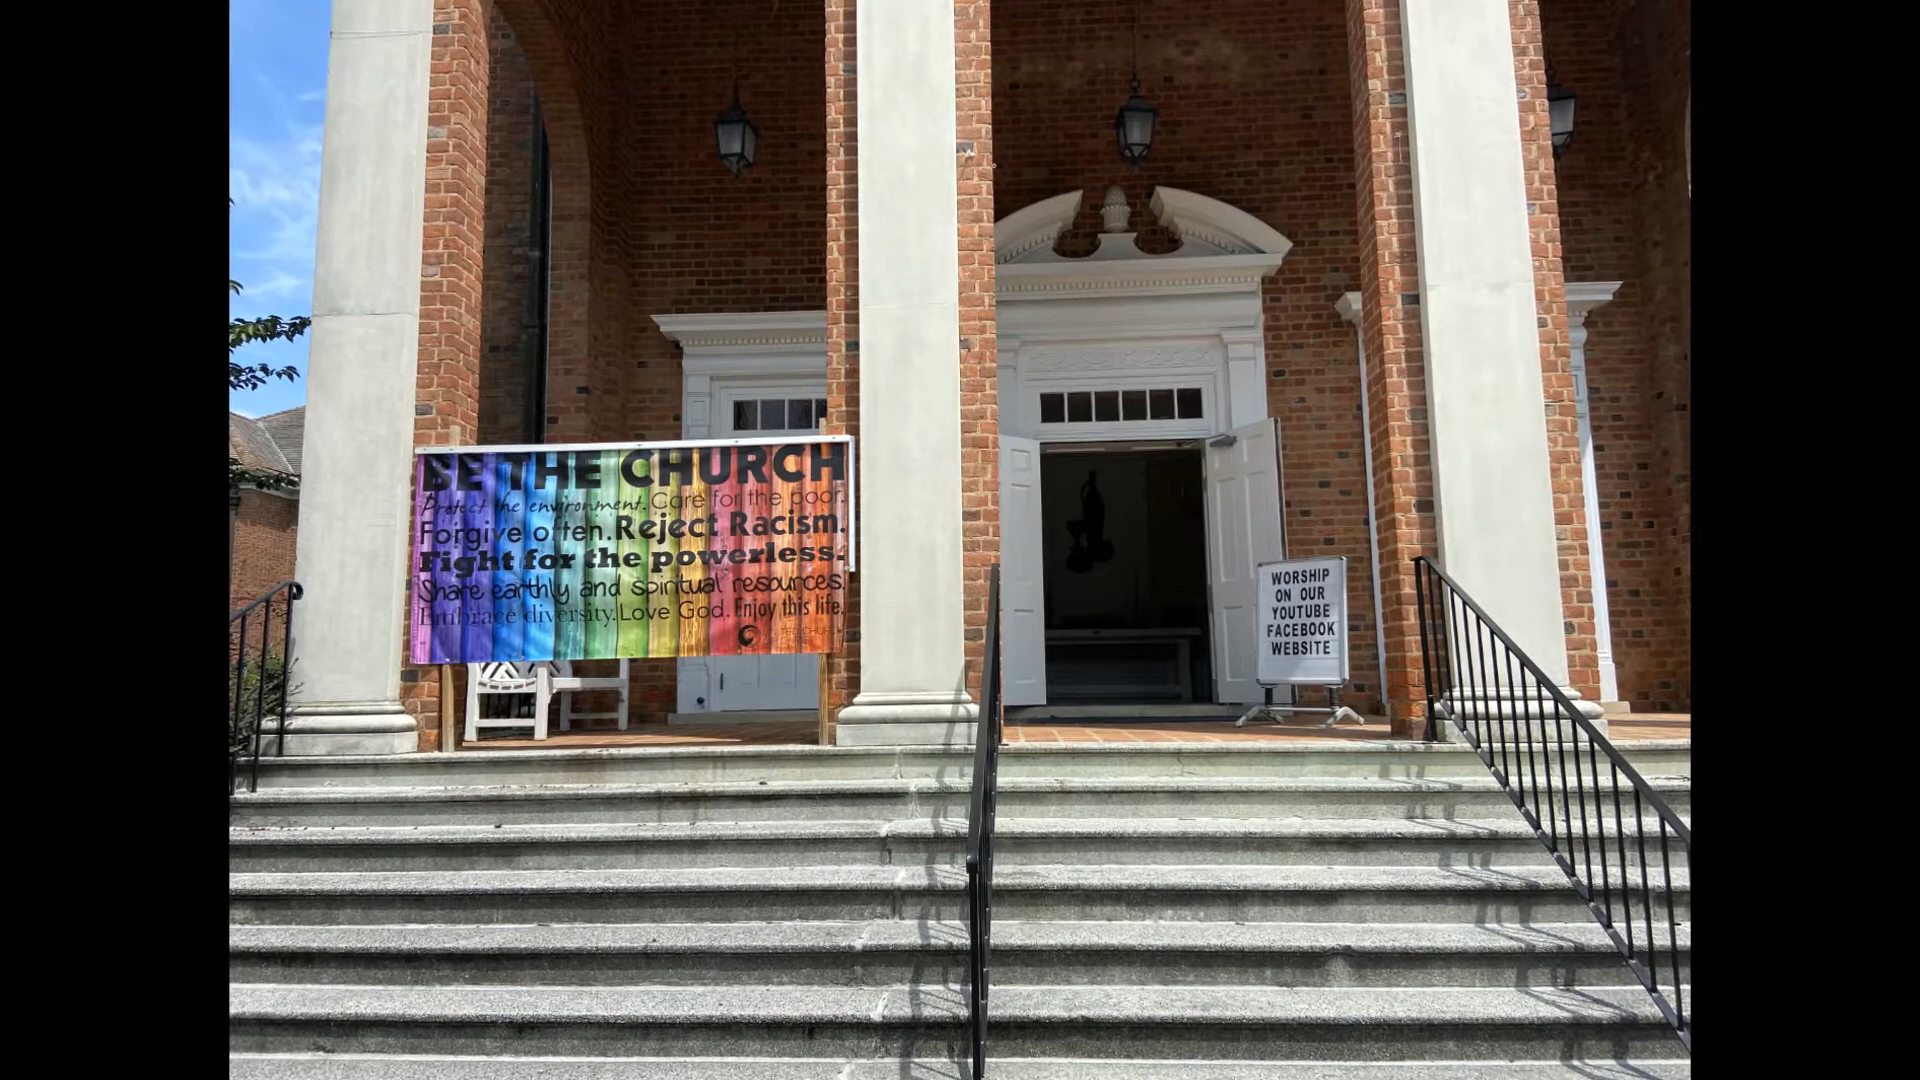 BE THE CHURCH
Protect the environment. Care for the poor.
Forgive often. Reject Racism.
Fight for the powerless.
Share earthly and spiritual resources.
Embrace diversity. Love God. Enjoy this life.
CHURCH
WORSHIP
ON OUR
YOUTUBE
FACEBOOK
WEBSITE